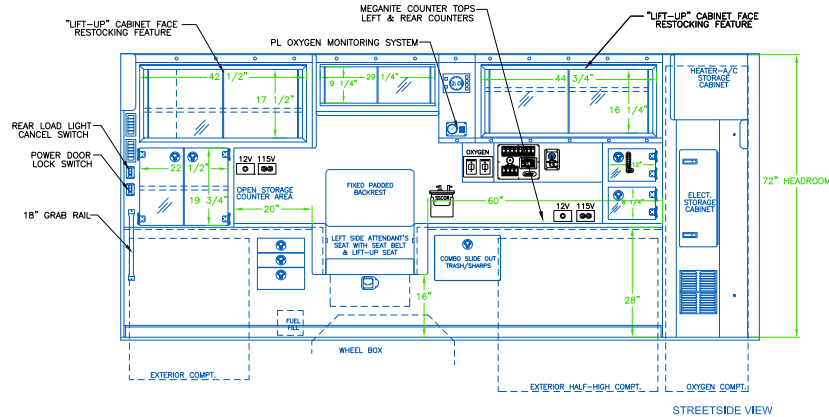 MEGANITE COUNTER TOPS
LEFT & REAR COUNTERS
"LIFT-UP" CABINET FACE
RESTOCKING FEATURE
PL OXYGEN MONITORING SYSTEM
"LIFT-UP" CABINET FACE
RESTOCKING FEATURE
42 1/2"
17 1/2"
9 1/4"
29 1/4"
44 3/4"
16 1/4"
HEATER-A/C
STORAGE
CABINET
REAR LOAD LIGHT
CANCEL SWITCH
POWER DOOR
LOCK SWITCH
18" GRAB RAIL
22 1/2"
19 3/4"
12V 115V
OPEN STORAGE
COUNTER AREA
20"
FIXED PADDED
BACKREST
OXYGEN
SSCOR
60"
12V 115V
12"
1/4"
ELECT.
STORAGE
CABINET
72" HEADROOM
LEFT SIDE ATTENDANT'S
SEAT WITH SEAT BELT
& LIFT-UP SEAT
COMBO SLIDE OUT
TRASH/SHARPS
16"
28"
FUEL
FILL
WHEEL BOX
EXTERIOR COMPT.
EXTERIOR HALF-HIGH COMPT.
OXYGEN COMPT.
STREETSIDE VIEW